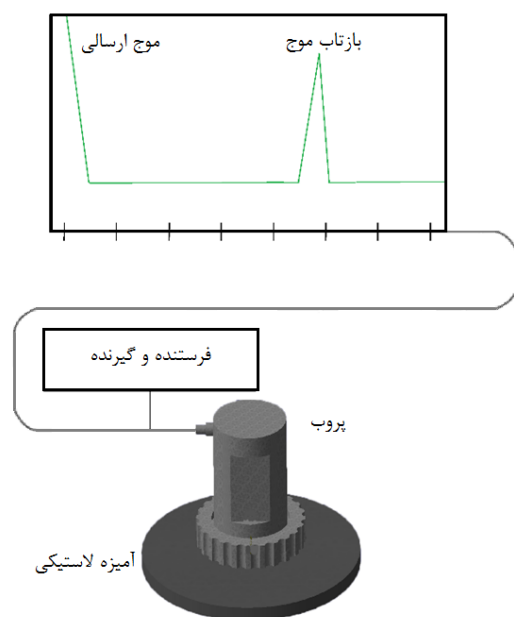 موج ارسالی
بازتاب موج
فرستنده و گیرنده
پروب
آمیزه لاستیکی